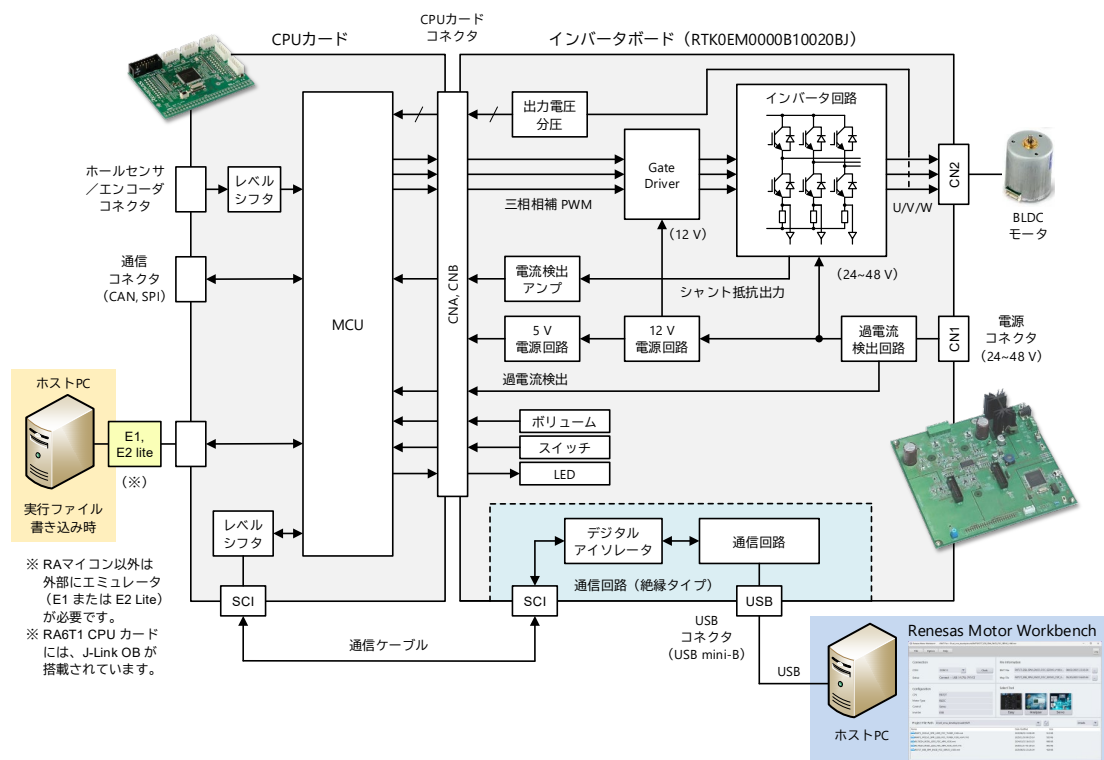 CPUカード
CPUカード
コネクタ
インバータボード（RTK0EM0000B10020BJ）
ホールセンサ
／エンコーダ
コネクタ
レベル
シフタ
通信
コネクタ
（CAN, SPI）
MCU
CNA, CNB
出力電圧
分圧
Gate
Driver
三相相補 PWM
（12 V）
インバータ回路
U/V/W
CN2
BLDC
モータ
電流検出
アンプ
シャント抵抗出力
（24~48 V）
5 V
電源回路
12 V
電源回路
過電流
検出回路
CN1
電源
コネクタ
（24~48 V）
過電流検出
ボリューム
スイッチ
LED
ホストPC
E1,
E2 lite
（※）
実行ファイル
書き込み時
レベル
シフタ
SCI
デジタル
アイソレータ
通信回路
通信回路（絶縁タイプ）
SCI
USB
※ RAマイコン以外は
外部にエミュレータ
（E1 または E2 Lite）
が必要です。
※ RA6T1 CPU カード
には、J-Link OB が
搭載されています。
通信ケーブル
USB
コネクタ
（USB mini-B）
USB
ホストPC
Renesas Motor Workbench